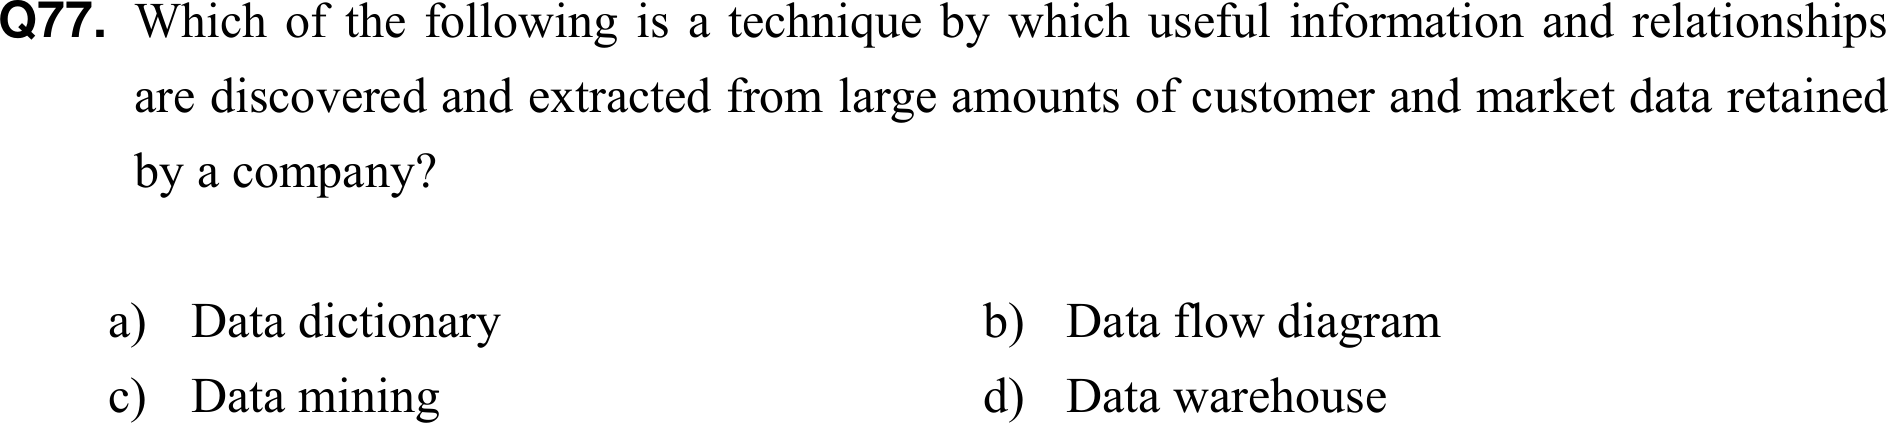 Q77. Which of the following is a technique by which useful information and relationships
are discovered and extracted from large amounts of customer and market data retained
by a company?
a) Data dictionary b) Data flow diagram
c) Data mining d) Data warehouse